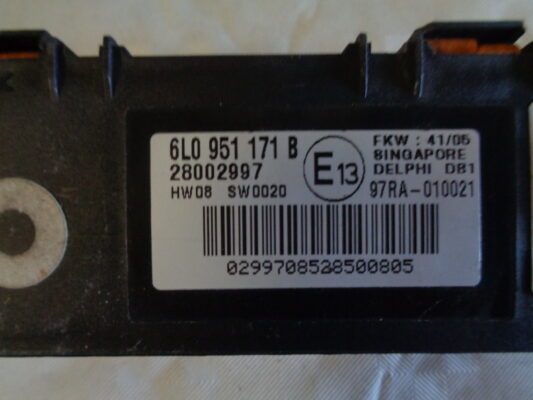 6L0 951 171 B
28002997
HW08 SW0020
E13
FKW : 41/05
SINGAPORE
DELPHI DB1
97RA-010021
0299708528500805